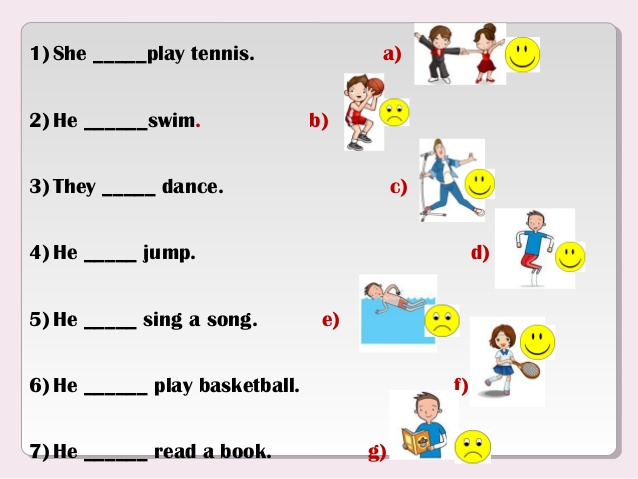 1) She _____play tennis. a)
2) He ______swim. b)
3) They _____ dance. c)
4) He _____ jump. d)
5) He _____ sing a song. e)
6) He ______ play basketball. f)
7) He ______ read a book. g)